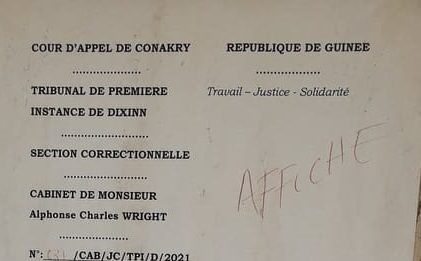 COUR D'APPEL DE CONAKRY
REPUBLIQUE DE GUINEE
.....................
....................
TRIBUNAL DE PREMIERE
INSTANCE DE DIXINN
Travail – Justice - Solidarité
..........................
SECTION CORRECTIONNELLE
.........................
CABINET DE MONSIEUR
Alphonse Charles WRIGHT
.....................
AFFICHE
N°: /CAB/JC/TPI/D/2021